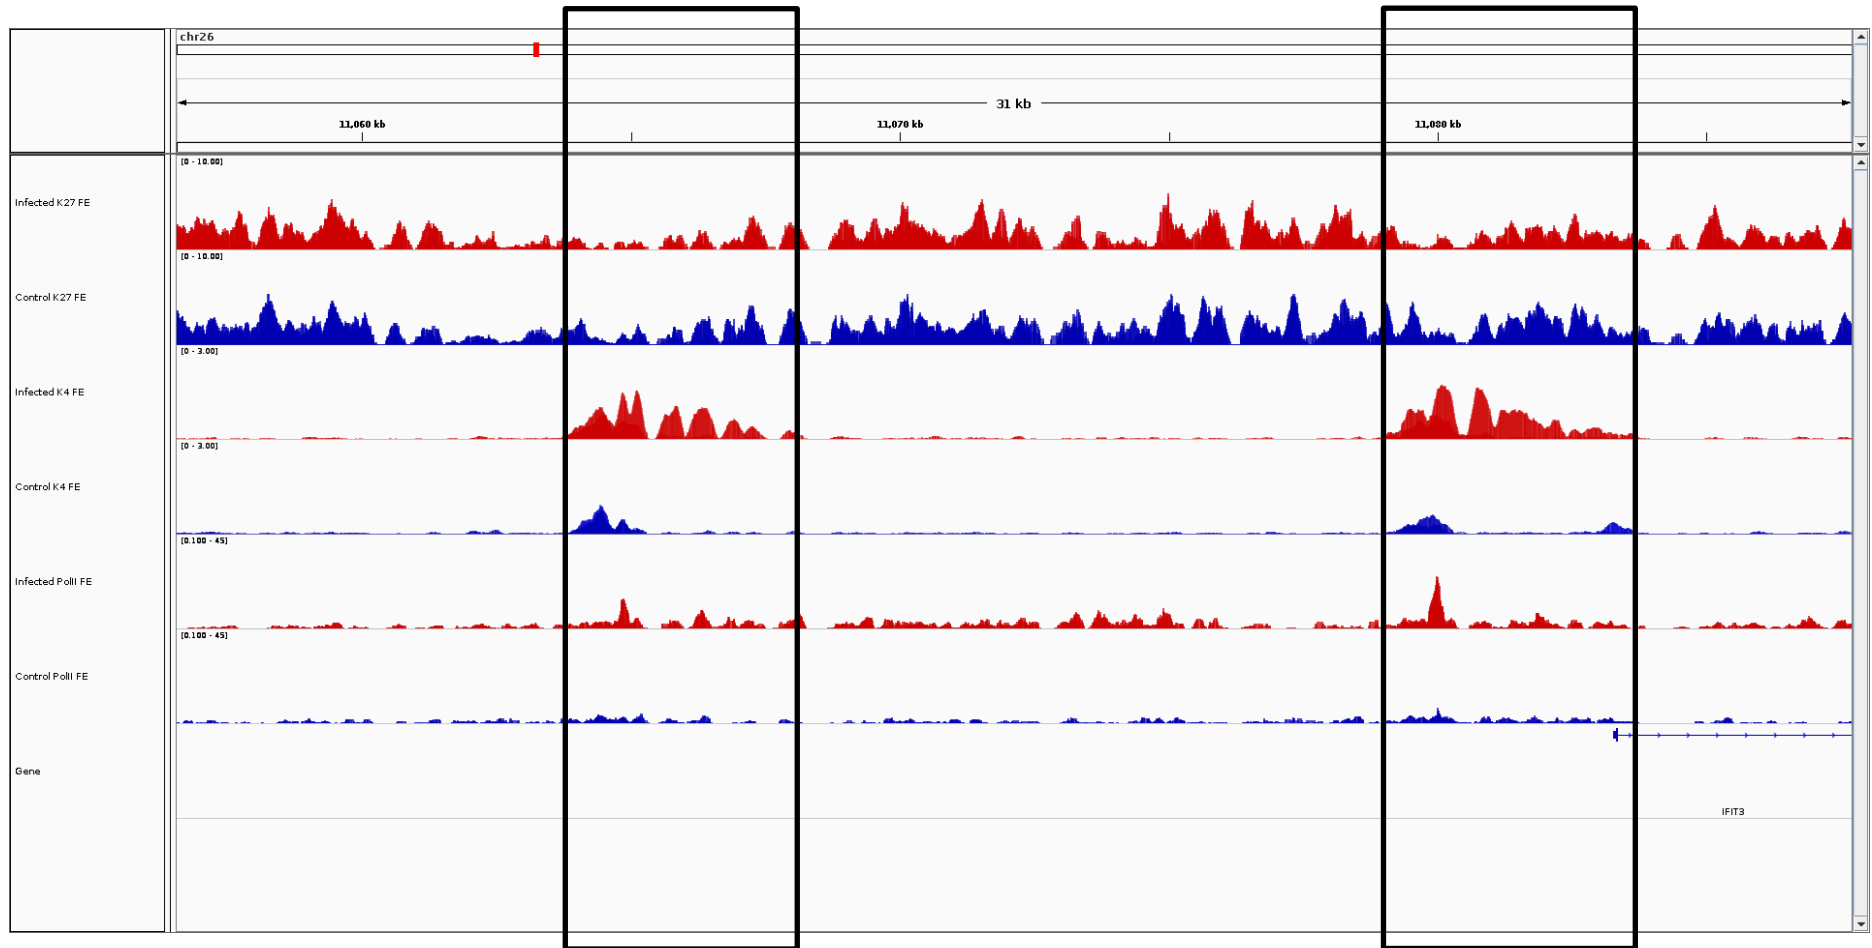 chr26
31 kb
11,060 kb 11,070 kb 11,080 kb
[0 - 10.00]
Infected K27 FE
[0 - 10.00]
Control K27 FE
[0 - 3.00]
Infected K4 FE
[0 - 3.00]
Control K4 FE
[0.100 - 45]
Infected PolII FE
[0.100 - 45]
Control PolII FE
Gene
IFIT3